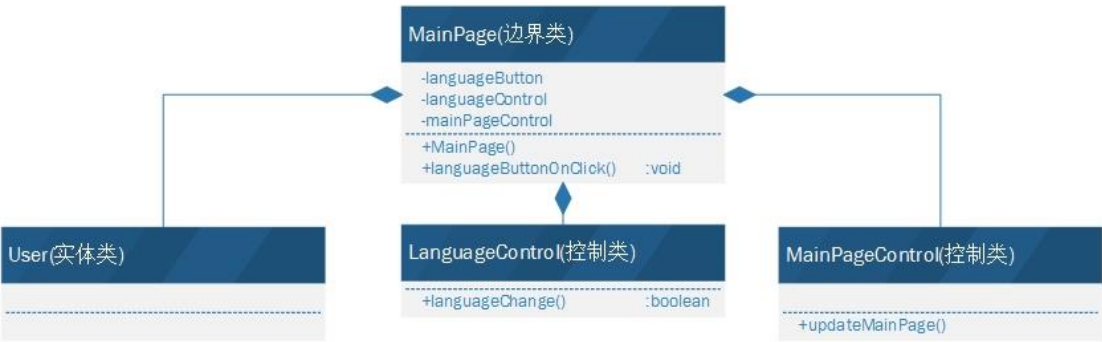 MainPage(边界类)
-languageButton
-languageControl
-mainPageControl
+MainPage()
+languageButtonOnClick() :void
User(实体类)
LanguageControl(控制类)
+languageChange() :boolean
MainPageControl(控制类)
+updateMainPage()